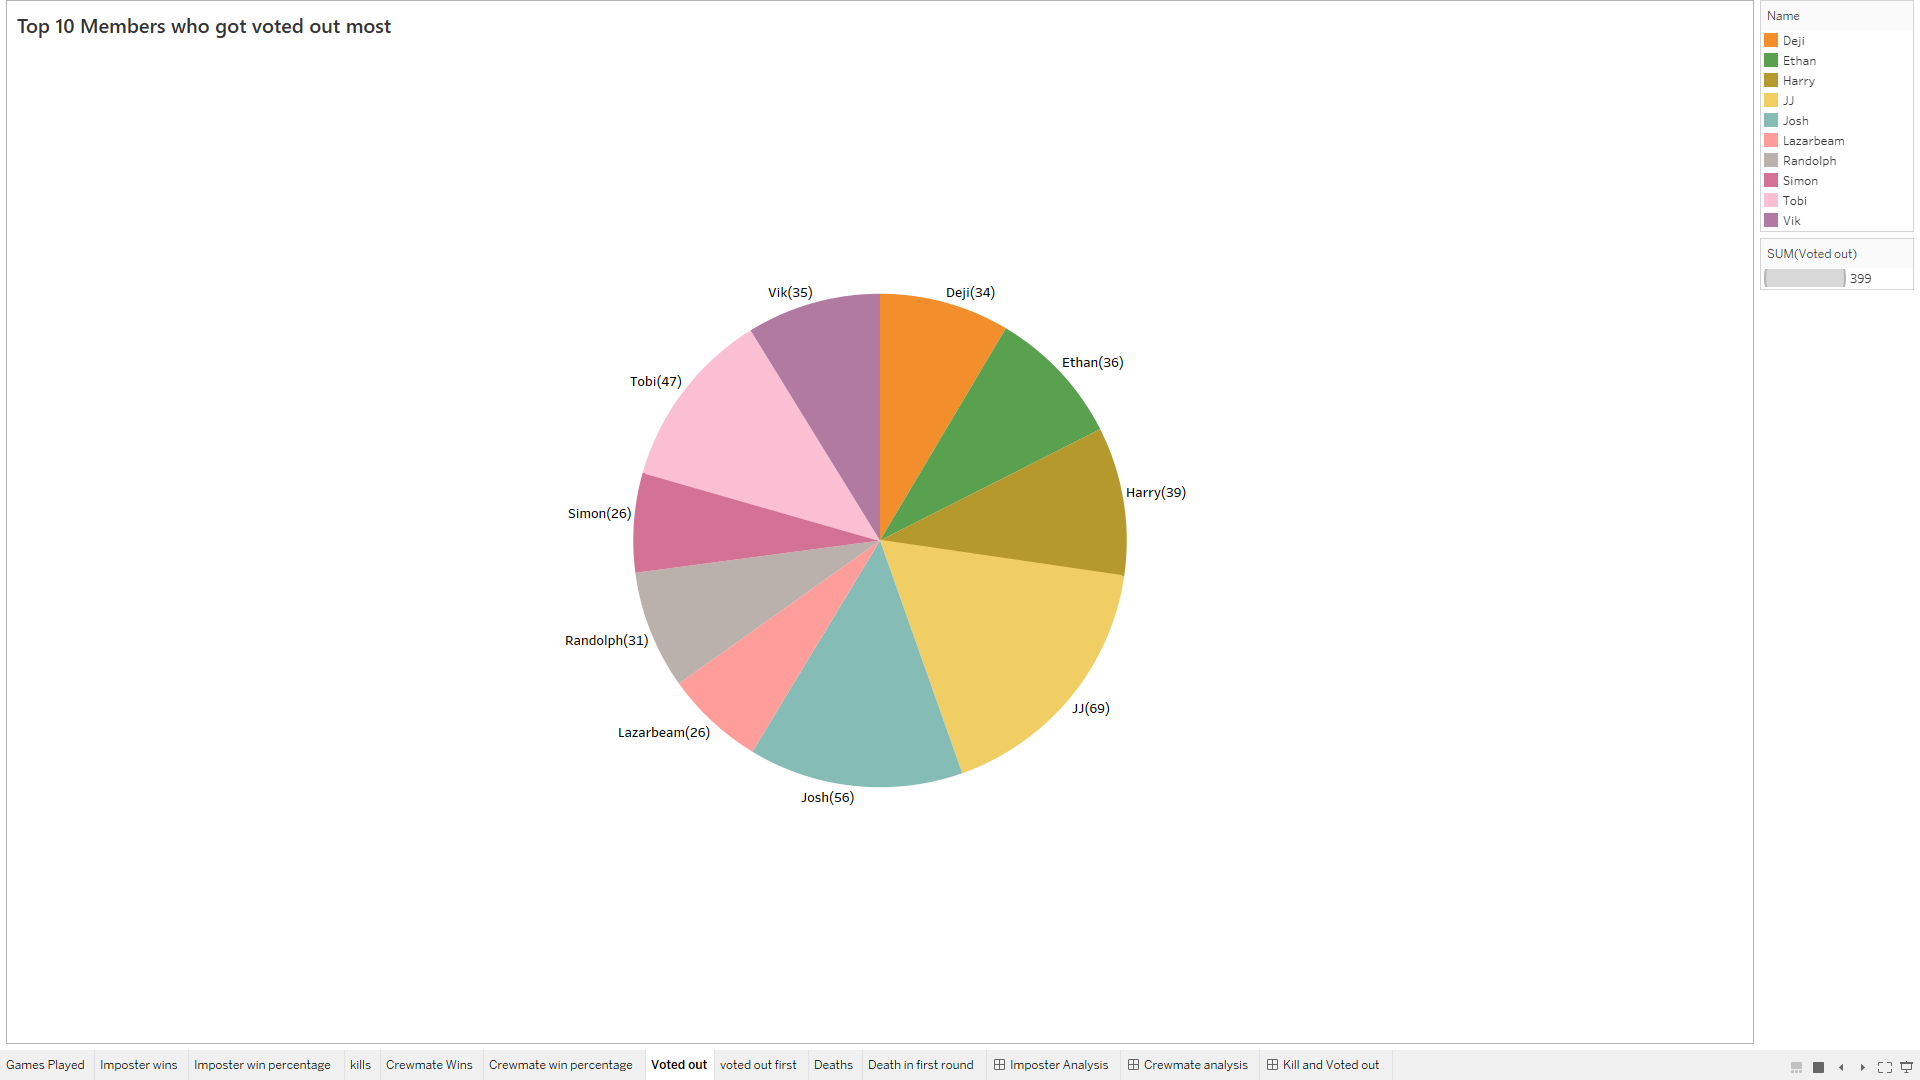 Top 10 Members who got voted out most
Vik(35)
Deji(34)
Ethan(36)
Tobi(47)
Harry(39)
Simon(26)
Randolph(31)
JJ(69)
Lazarbeam(26)
Josh(56)
Name
Deji
Ethan
Harry
JJ
Josh
Lazarbeam
Randolph
Simon
Tobi
Vik
SUM(Voted out)
399
Games Played Imposter wins Imposter win percentage kills Crewmate Wins Crewmate win percentage Voted out voted out first Deaths Death in first round Imposter Analysis Crewmate analysis Kill and Voted out